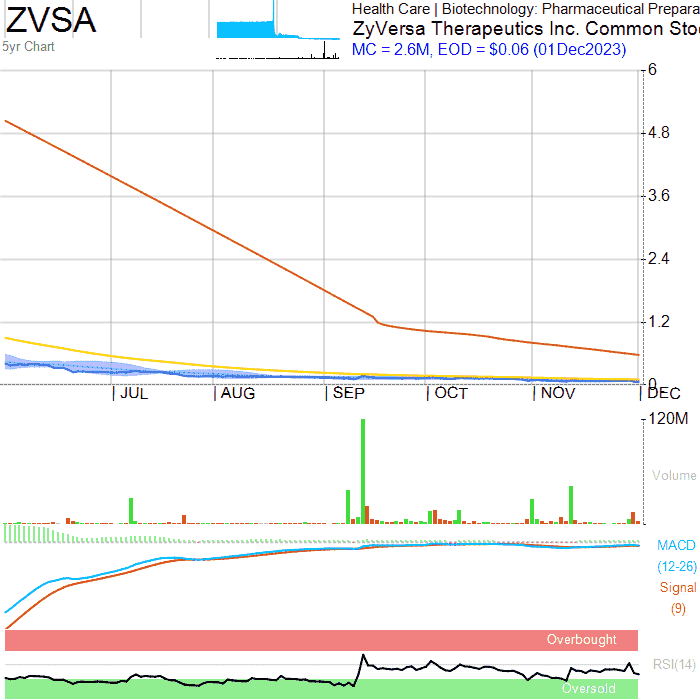 ZVSA
5yr Chart
Health Care | Biotechnology: Pharmaceutical Prepara
ZyVersa Therapeutics Inc. Common Sto
MC = 2.6M, EOD = $0.06 (01Dec2023)
6
4.8
3.6
2.4
1.2
0
JUL AUG SEP OCT NOV DEC
120M
Volume
MACD
(12-26)
Signal
(9)
Overbought
RSI(14)
Oversold